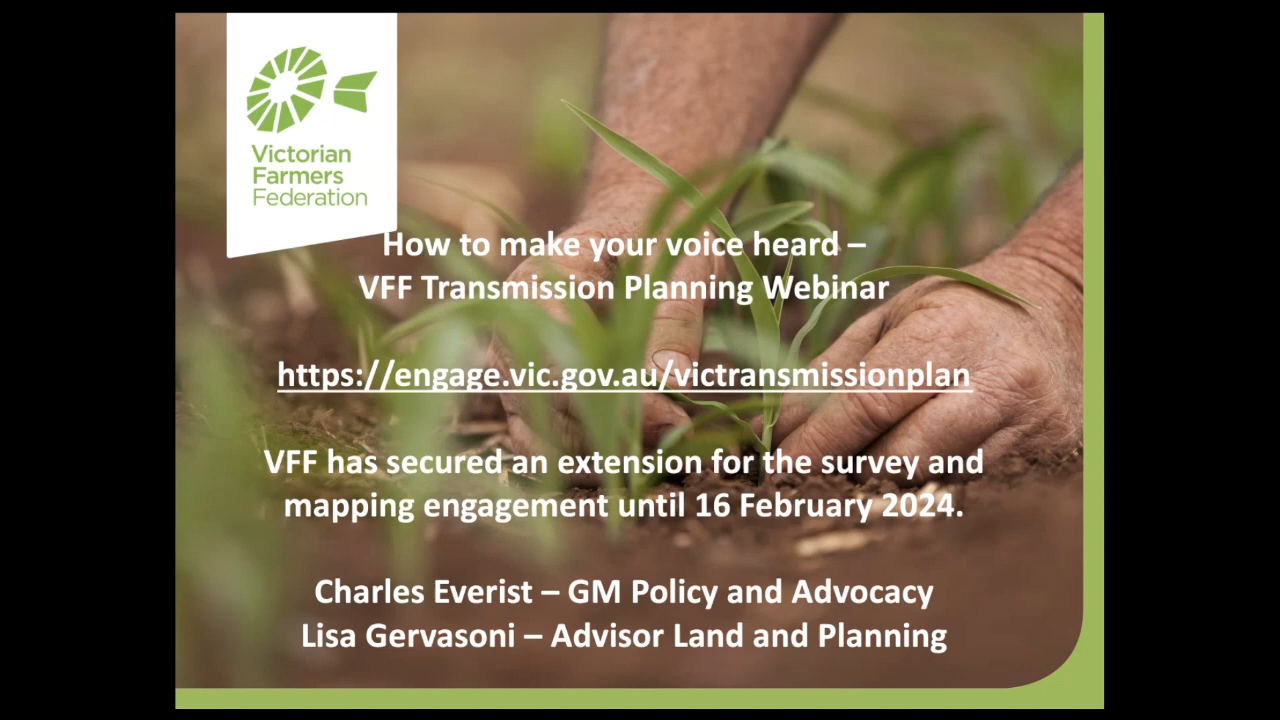 Victorian
Farmers
Federation
How to make your voice heard –
VFF Transmission Planning Webinar
https://engage.vic.gov.au/victransmissionplan
VFF has secured an extension for the survey and
mapping engagement until 16 February 2024.
Charles Everist – GM Policy and Advocacy
Lisa Gervasoni – Advisor Land and Planning